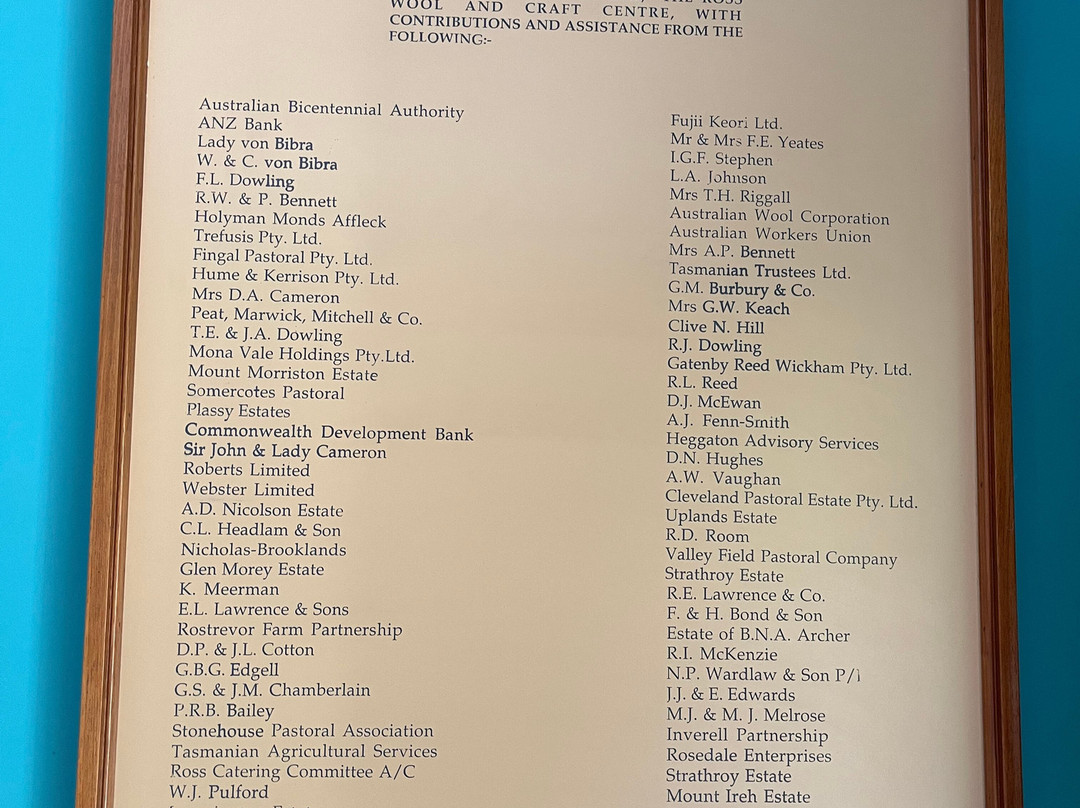 WOOL AND CRAFT CENTRE, WITH
CONTRIBUTIONS AND ASSISTANCE FROM THE
FOLLOWING:-
Australian Bicentennial Authority
ANZ Bank
Lady von Bibra
W. & C. von Bibra
F.L. Dowling
R.W. & P. Bennett
Holyman Monds Affleck
Trefusis Pty. Ltd.
Fingal Pastoral Pty. Ltd.
Hume & Kerrison Pty. Ltd.
Mrs D.A. Cameron
Peat, Marwick, Mitchell & Co.
T.E. & J.A. Dowling
Mona Vale Holdings Pty.Ltd.
Mount Morriston Estate
Somercotes Pastoral
Plassy Estates
Commonwealth Development Bank
Sir John & Lady Cameron
Roberts Limited
Webster Limited
A.D. Nicolson Estate
C.L. Headlam & Son
Nicholas-Brooklands
Glen Morey Estate
K. Meerman
E.L. Lawrence & Sons
Rostrevor Farm Partnership
D.P. & J.L. Cotton
G.B.G. Edgell
G.S. & J.M. Chamberlain
P.R.B. Bailey
Stonehouse Pastoral Association
Tasmanian Agricultural Services
Ross Catering Committee A/C
W.J. Pulford
Fujii Keori Ltd.
Mr & Mrs F.E. Yeates
I.G.F. Stephen
L.A. Johnson
Mrs T.H. Riggall
Australian Wool Corporation
Australian Workers Union
Mrs A.P. Bennett
Tasmanian Trustees Ltd.
G.M. Burbury & Co.
Mrs G.W. Keach
Clive N. Hill
R.J. Dowling
Gatenby Reed Wickham Pty. Ltd.
R.L. Reed
D.J. McEwan
A.J. Fenn-Smith
Heggaton Advisory Services
D.N. Hughes
A.W. Vaughan
Cleveland Pastoral Estate Pty. Ltd.
Uplands Estate
R.D. Room
Valley Field Pastoral Company
Strathroy Estate
R.E. Lawrence & Co.
F. & H. Bond & Son
Estate of B.N.A. Archer
R.I. McKenzie
N.P. Wardlaw & Son P/l
J.J. & E. Edwards
M.J. & M. J. Melrose
Inverell Partnership
Rosedale Enterprises
Strathroy Estate
Mount Ireh Estate